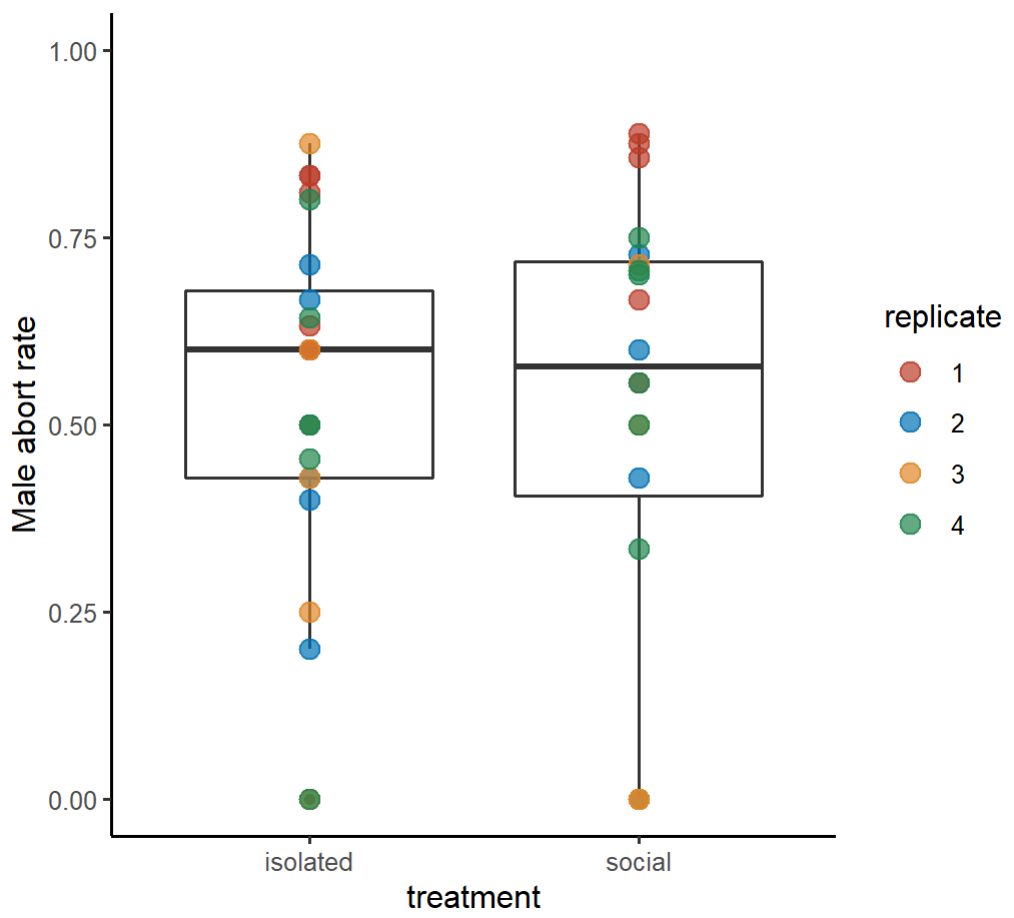 Male abort rate
1.00
0.75
0.50
0.25
0.00
isolated
social
treatment
replicate
1
2
3
4